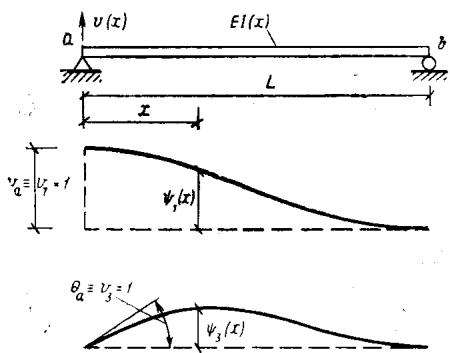 v(x)
EI(x)
a
b
L
x
v_a ≡ v_1 = 1
ψ_1(x)
θ_a ≡ v_3 = 1
ψ_3(x)